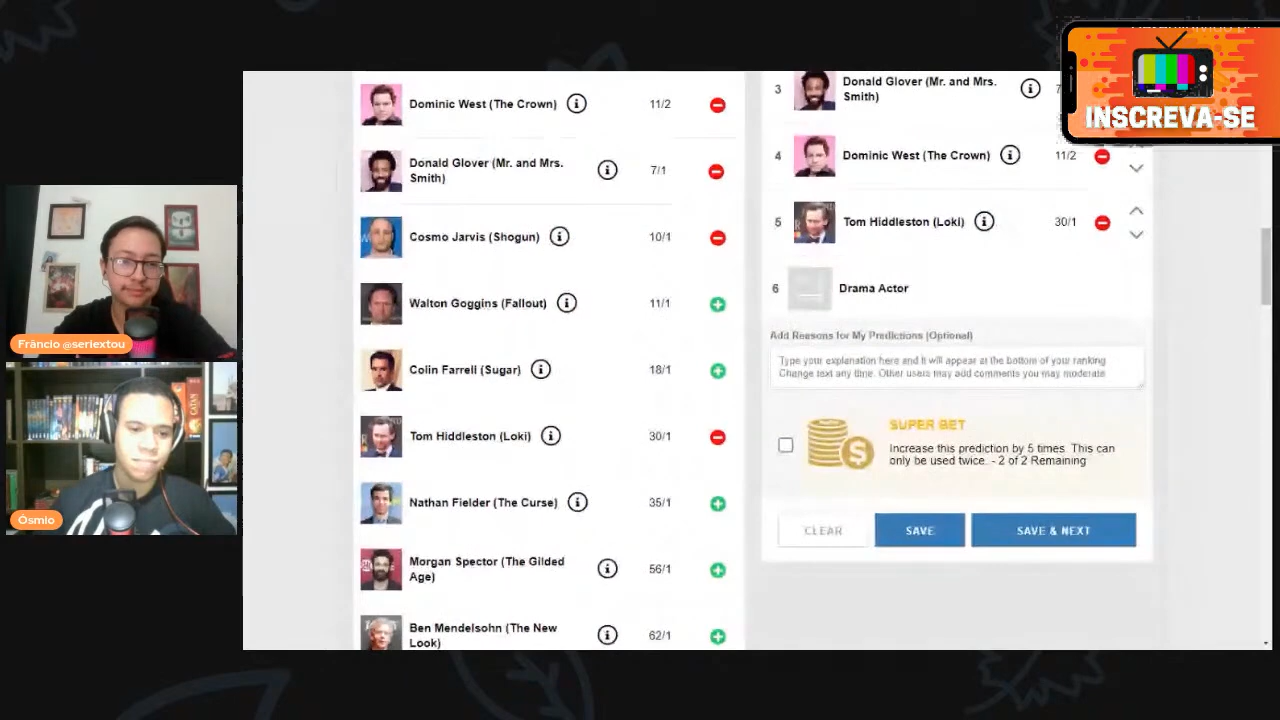 INSCREVA-SE
Dominic West (The Crown) i 11/2
Donald Glover (Mr. and Mrs.
Smith) i 7/1
Cosmo Jarvis (Shogun) i 10/1
Walton Goggins (Fallout) i 11/1
Colin Farrell (Sugar) i 18/1
Tom Hiddleston (Loki) i 30/1
Nathan Fielder (The Curse) i 35/1
Morgan Spector (The Gilded
Age) i 56/1
Ben Mendelsohn (The New
Look) i 62/1
3 Donald Glover (Mr. and Mrs.
Smith) i
4 Dominic West (The Crown) i 11/2
5 Tom Hiddleston (Loki) i 30/1
6 Drama Actor
Add Reasons for My Predictions (Optional)
Type your explanation here and it will appear at the bottom of your ranking
Change text any time. Other users may add comments you may moderate
SUPER BET
Increase this prediction by 5 times. This can
only be used twice. - 2 of 2 Remaining
CLEAR
SAVE
SAVE & NEXT
Frâncio @seriextou
Ósmio
CATAN